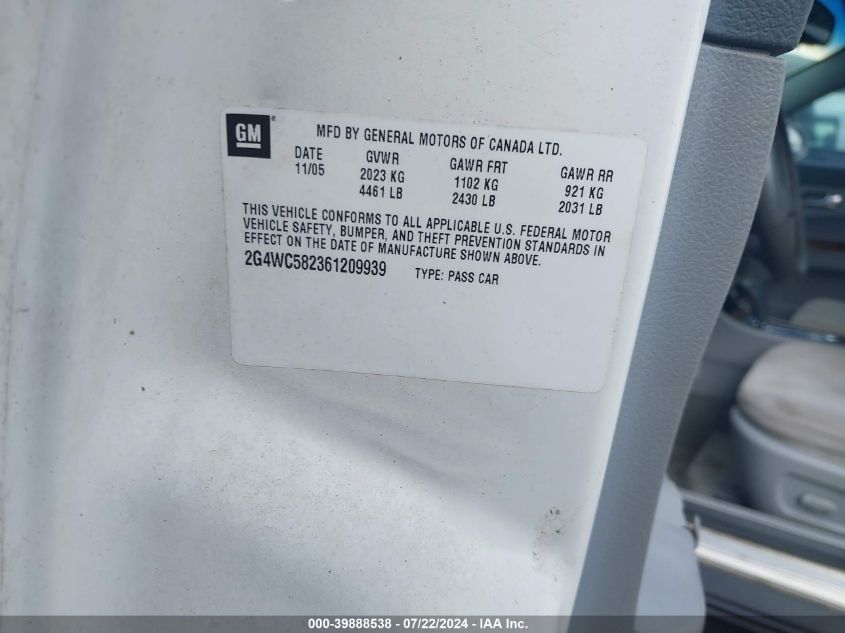 GM
MFD BY GENERAL MOTORS OF CANADA LTD.
DATE GVWR GAWR FRT GAWR RR
11/05 2023 KG 1102 KG 921 KG
4461 LB 2430 LB 2031 LB
THIS VEHICLE CONFORMS TO ALL APPLICABLE U.S. FEDERAL MOTOR
VEHICLE SAFETY, BUMPER, AND THEFT PREVENTION STANDARDS IN
EFFECT ON THE DATE OF MANUFACTURE SHOWN ABOVE.
2G4WC582361209939 TYPE: PASS CAR
000-39888538 - 07/22/2024 - IAA Inc.